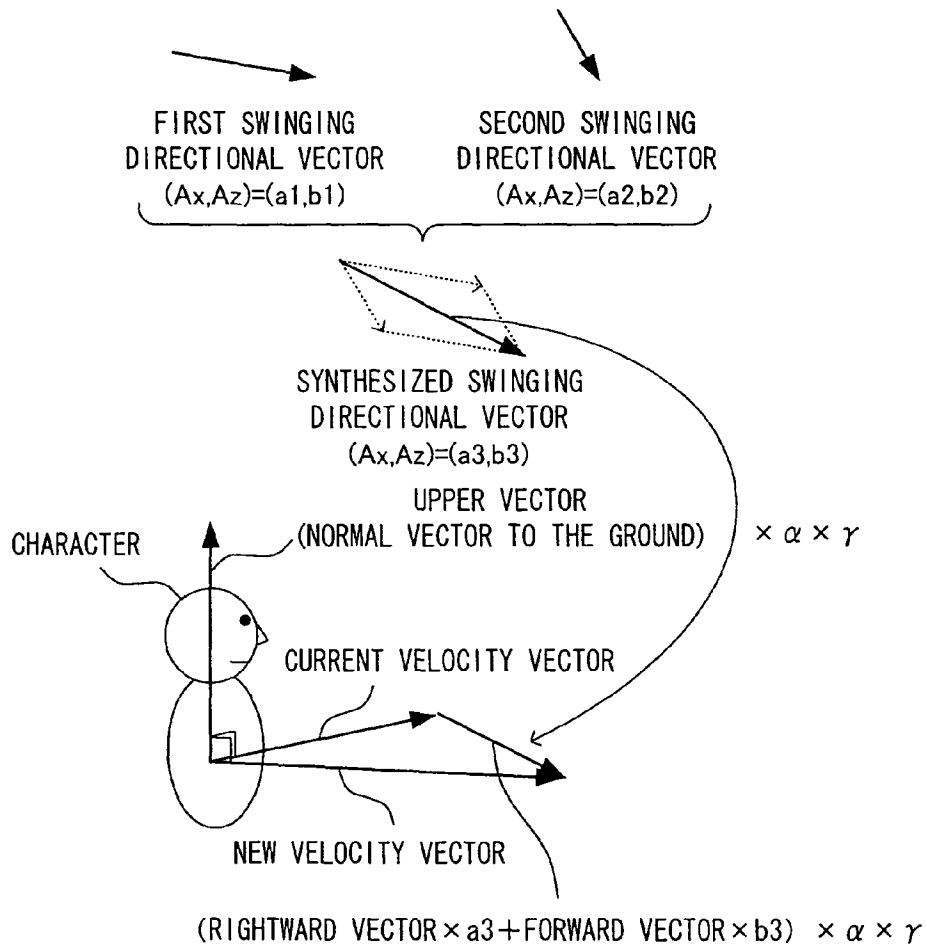 FIRST SWINGING
DIRECTIONAL VECTOR
(Ax,Az)=(a1,b1)
SECOND SWINGING
DIRECTIONAL VECTOR
(Ax,Az)=(a2,b2)
SYNTHESIZED SWINGING
DIRECTIONAL VECTOR
(Ax,Az)=(a3,b3)
UPPER VECTOR
(NORMAL VECTOR TO THE GROUND)
× α × γ
CHARACTER
CURRENT VELOCITY VECTOR
NEW VELOCITY VECTOR
(RIGHTWARD VECTOR×a3+FORWARD VECTOR×b3) × α × γ